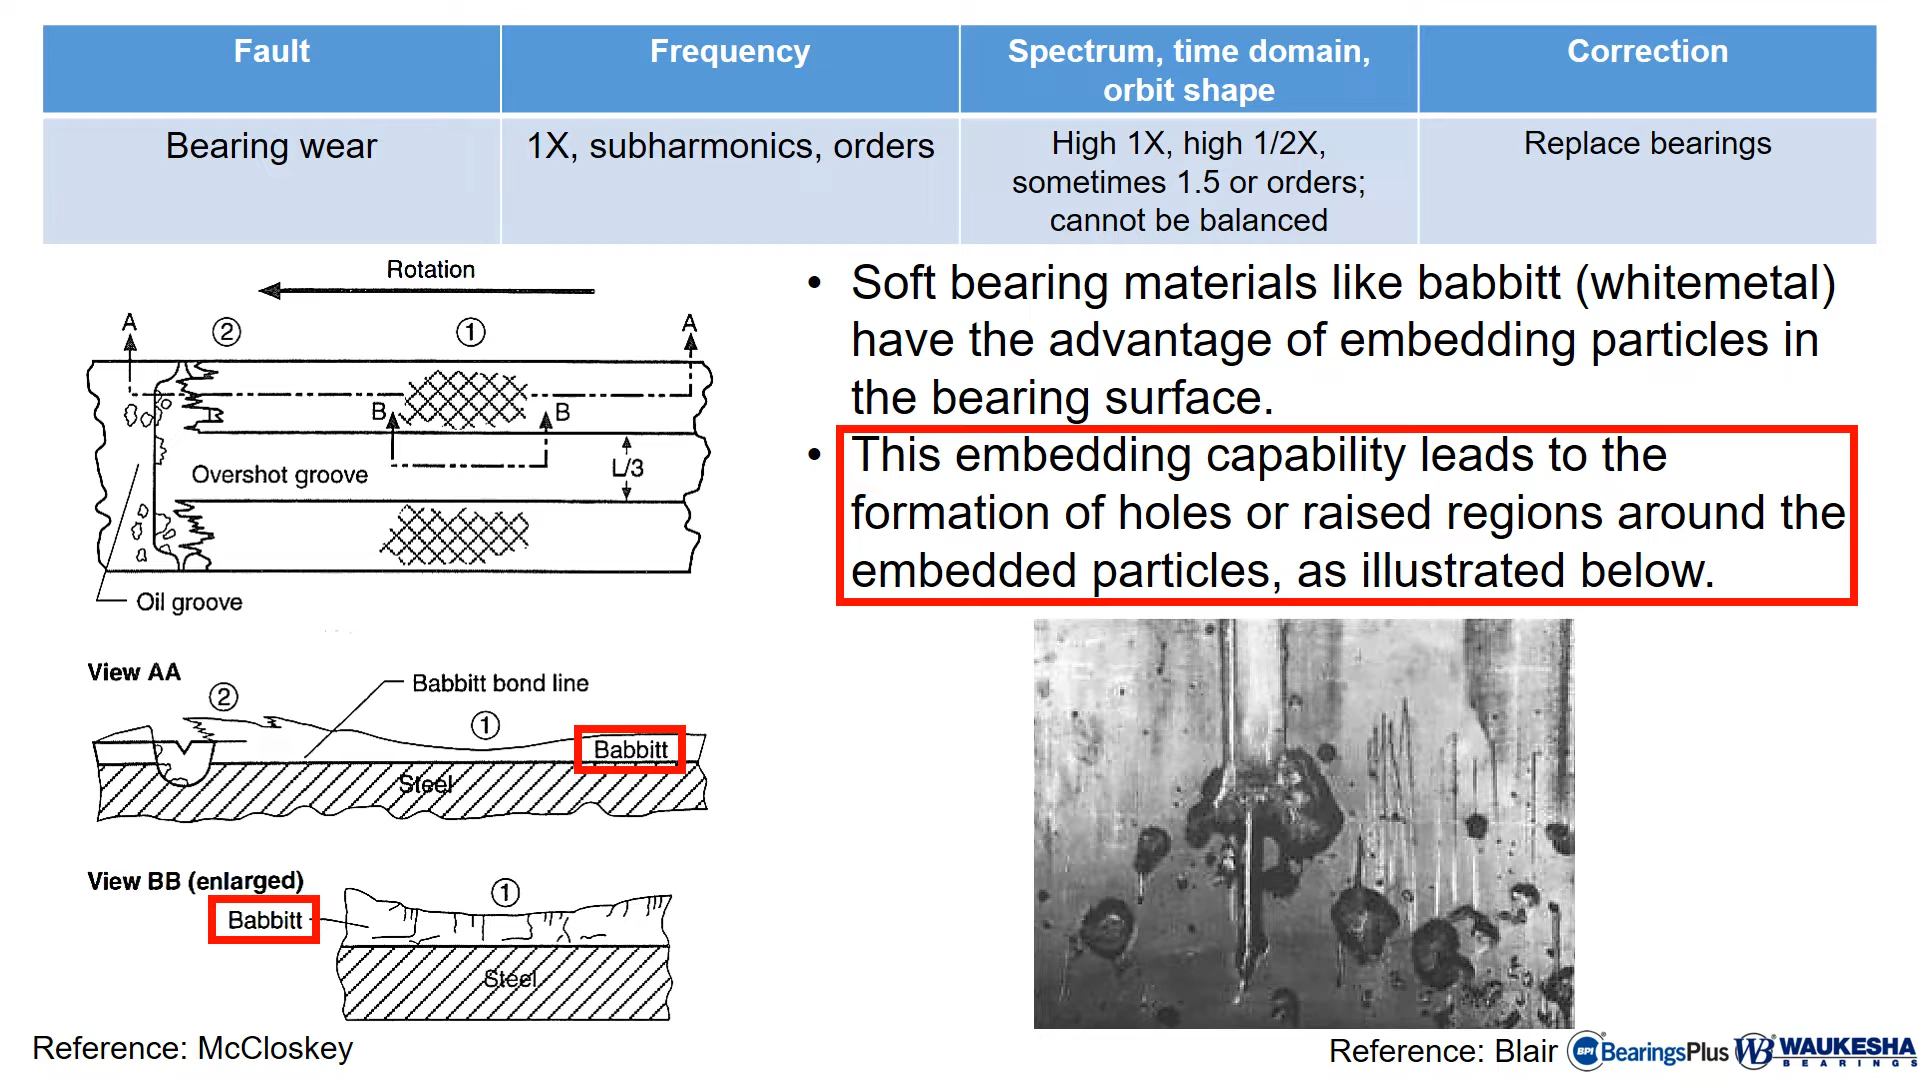 Fault
Frequency
Spectrum, time domain,
orbit shape
Correction
Bearing wear
1X, subharmonics, orders
High 1X, high 1/2X,
sometimes 1.5 or orders;
cannot be balanced
Replace bearings
Rotation
A
②
①
A
B
B
Overshot groove
L/3
Oil groove
View AA
②
Babbitt bond line
①
Babbitt
Steel
View BB (enlarged)
①
Babbitt
Steel
Reference: McCloskey
• Soft bearing materials like babbitt (whitemetal)
have the advantage of embedding particles in
the bearing surface.
• This embedding capability leads to the
formation of holes or raised regions around the
embedded particles, as illustrated below.
Reference: Blair
BPI
BearingsPlus
WB
WAUKESHA
BEARINGS